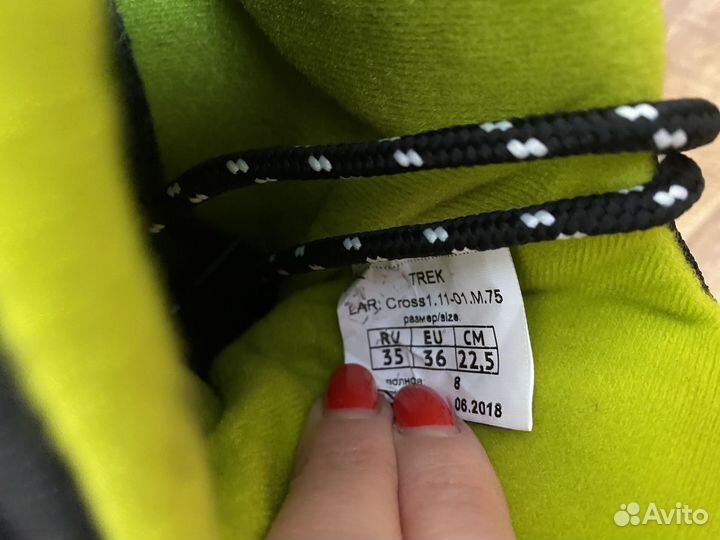 TREK
EAR: Cross1.11-01.M.75
размер/size:
RU EU CM
35 36 22,5
полнота: 8
06.2018
Avito